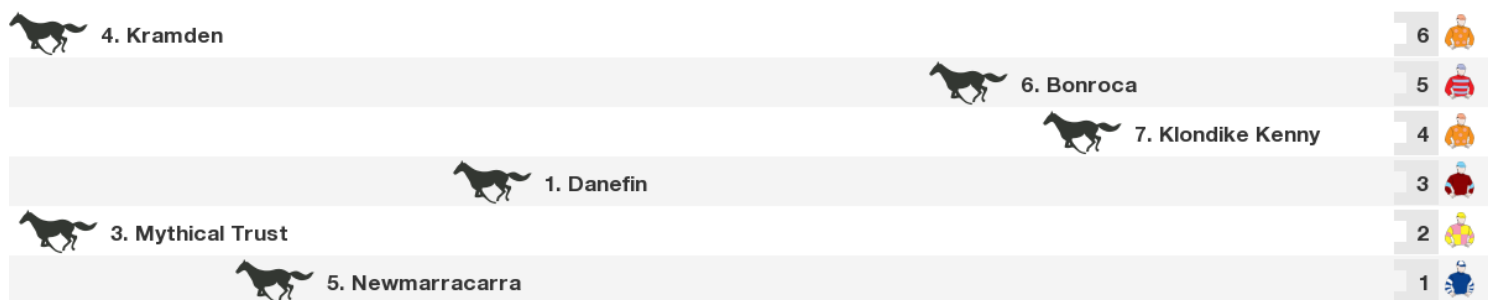 4. Kramden 6
6. Bonroca 5
7. Klondike Kenny 4
1. Danefin 3
3. Mythical Trust 2
5. Newmarracarra 1